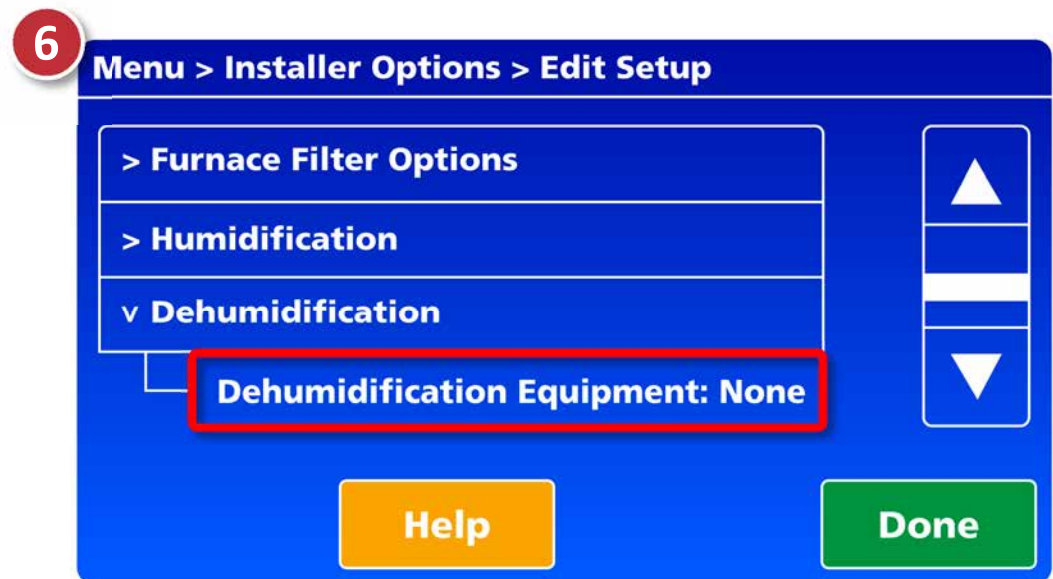 6
Menu > Installer Options > Edit Setup
> Furnace Filter Options
> Humidification
v Dehumidification
Dehumidification Equipment: None
Help
Done